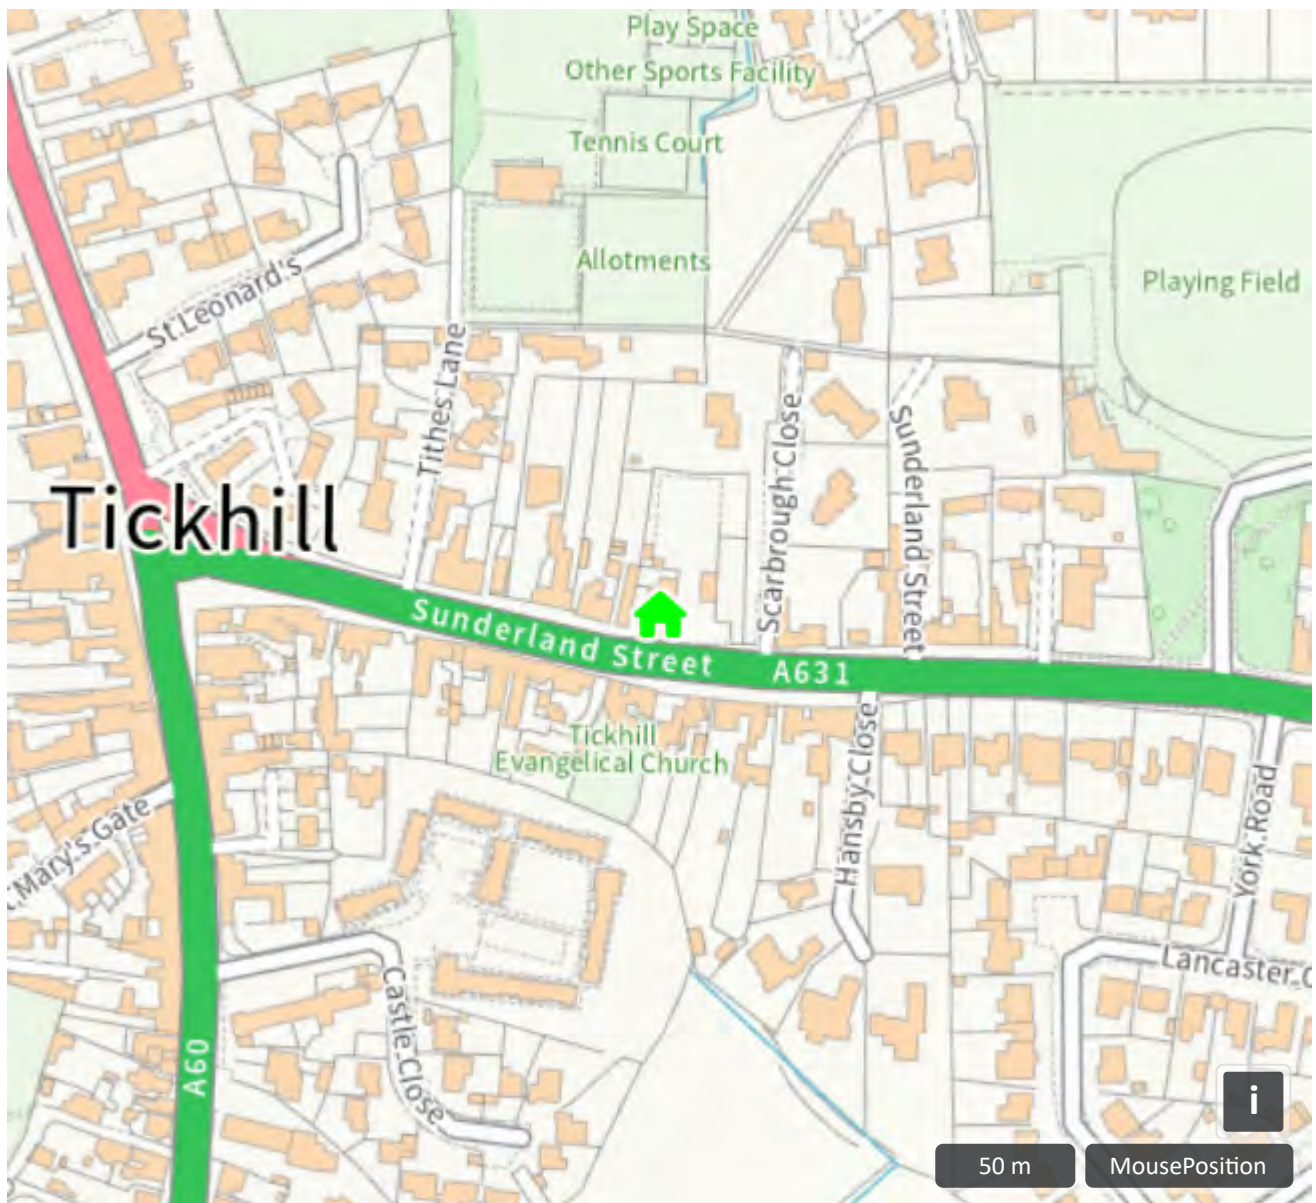 Play Space
Other Sports Facility
Tennis Court
Allotments
Playing Field
St.Leonard's
Tithes Lane
Scarbrough Close
Sunderland Street
Tickhill
Sunderland Street A631
Tickhill
Evangelical Church
Hansby Close
York Road
Mary's Gate
Lancaster
Castle Close
A60
i
50 m
MousePosition